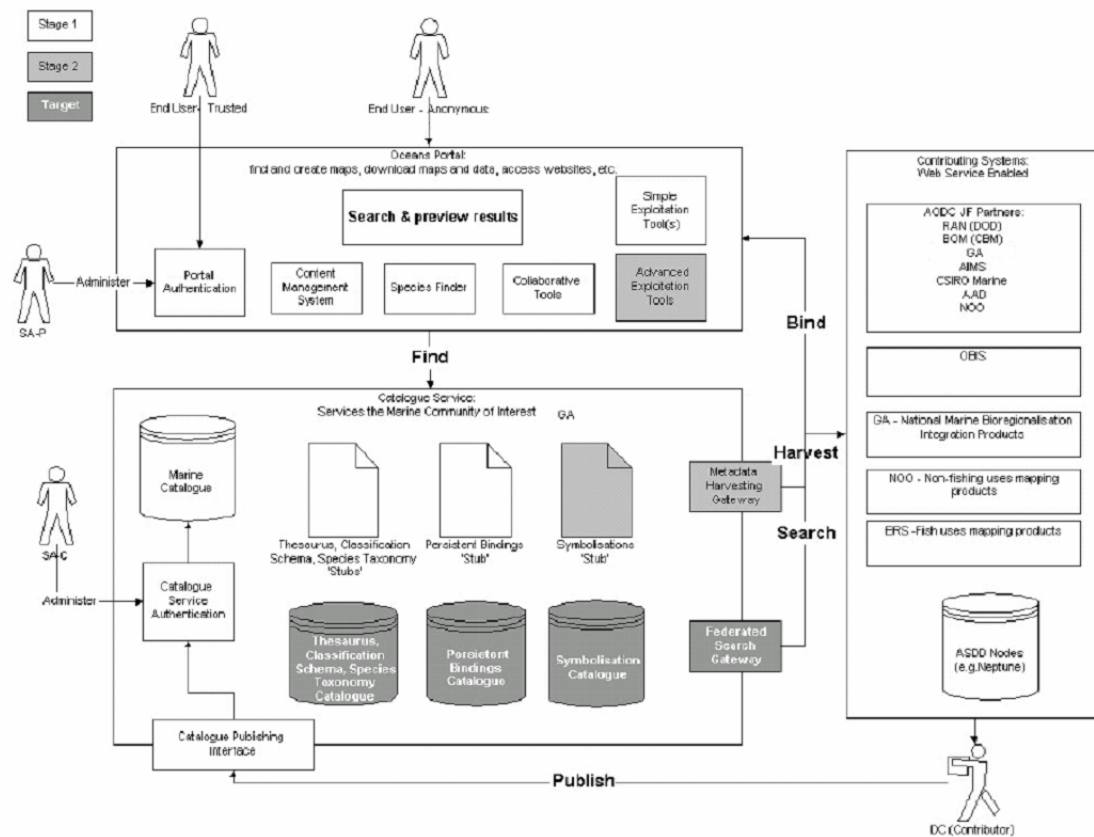 Stage 1
Stage 2
Target
End User- Trusted
End User - Anonymous
Oceans Portal:
find and create maps, download maps and data, access websites, etc.
Search & preview results
Simple
Exploitation
Tool(s)
Portal
Authentication
Content
Management
System
Species Finder
Collaborative
Tools
Advanced
Exploitation
Tools
Administer
SA-P
Find
Bind
Harvest
Search
Contributing Systems:
Web Service Enabled
AODC JF Partners:
RAN (DOD)
BOM (CBM)
GA
AIMS
CSIRO Marine
AAD
NOO
OBIS
GA - National Marine Bioregionalisation
Integration Products
NOO - Non-fishing uses mapping
products
BRS -Fish uses mapping products
ASDD Nodes
(e.g.Neptune)
Catalogue Service:
Services the Marine Community of Interest
GA
Marine
Catalogue
Thesaurus, Classification
Schema, Species Taxonomy
'Stubs'
Persistent Bindings
'Stub'
Symbolisations
'Stub'
Metadata
Harvesting
Gateway
SA-C
Administer
Catalogue
Service
Authentication
Thesaurus,
Classification
Schema, Species
Taxonomy
Catalogue
Persistent
Bindings
Catalogue
Symbolisation
Catalogue
Federated
Search
Gateway
Catalogue Publishing
Interface
Publish
DC (Contributor)